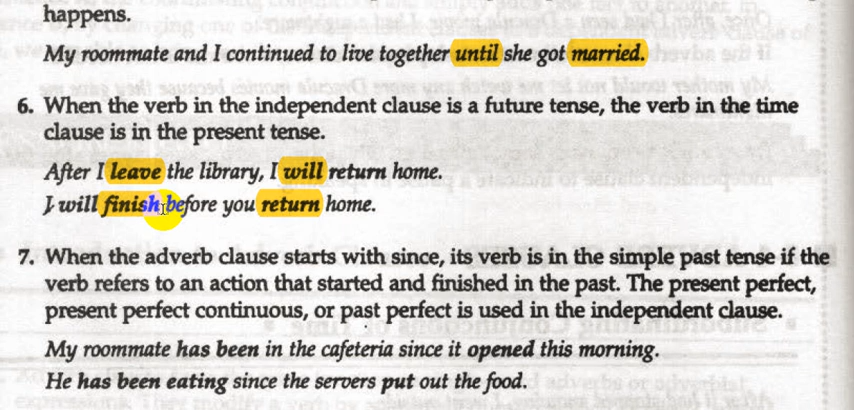 happens.
My roommate and I continued to live together until she got married.
6. When the verb in the independent clause is a future tense, the verb in the time
clause is in the present tense.
After I leave the library, I will return home.
I will finish before you return home.
7. When the adverb clause starts with since, its verb is in the simple past tense if the
verb refers to an action that started and finished in the past. The present perfect,
present perfect continuous, or past perfect is used in the independent clause.
My roommate has been in the cafeteria since it opened this morning.
He has been eating since the servers put out the food.